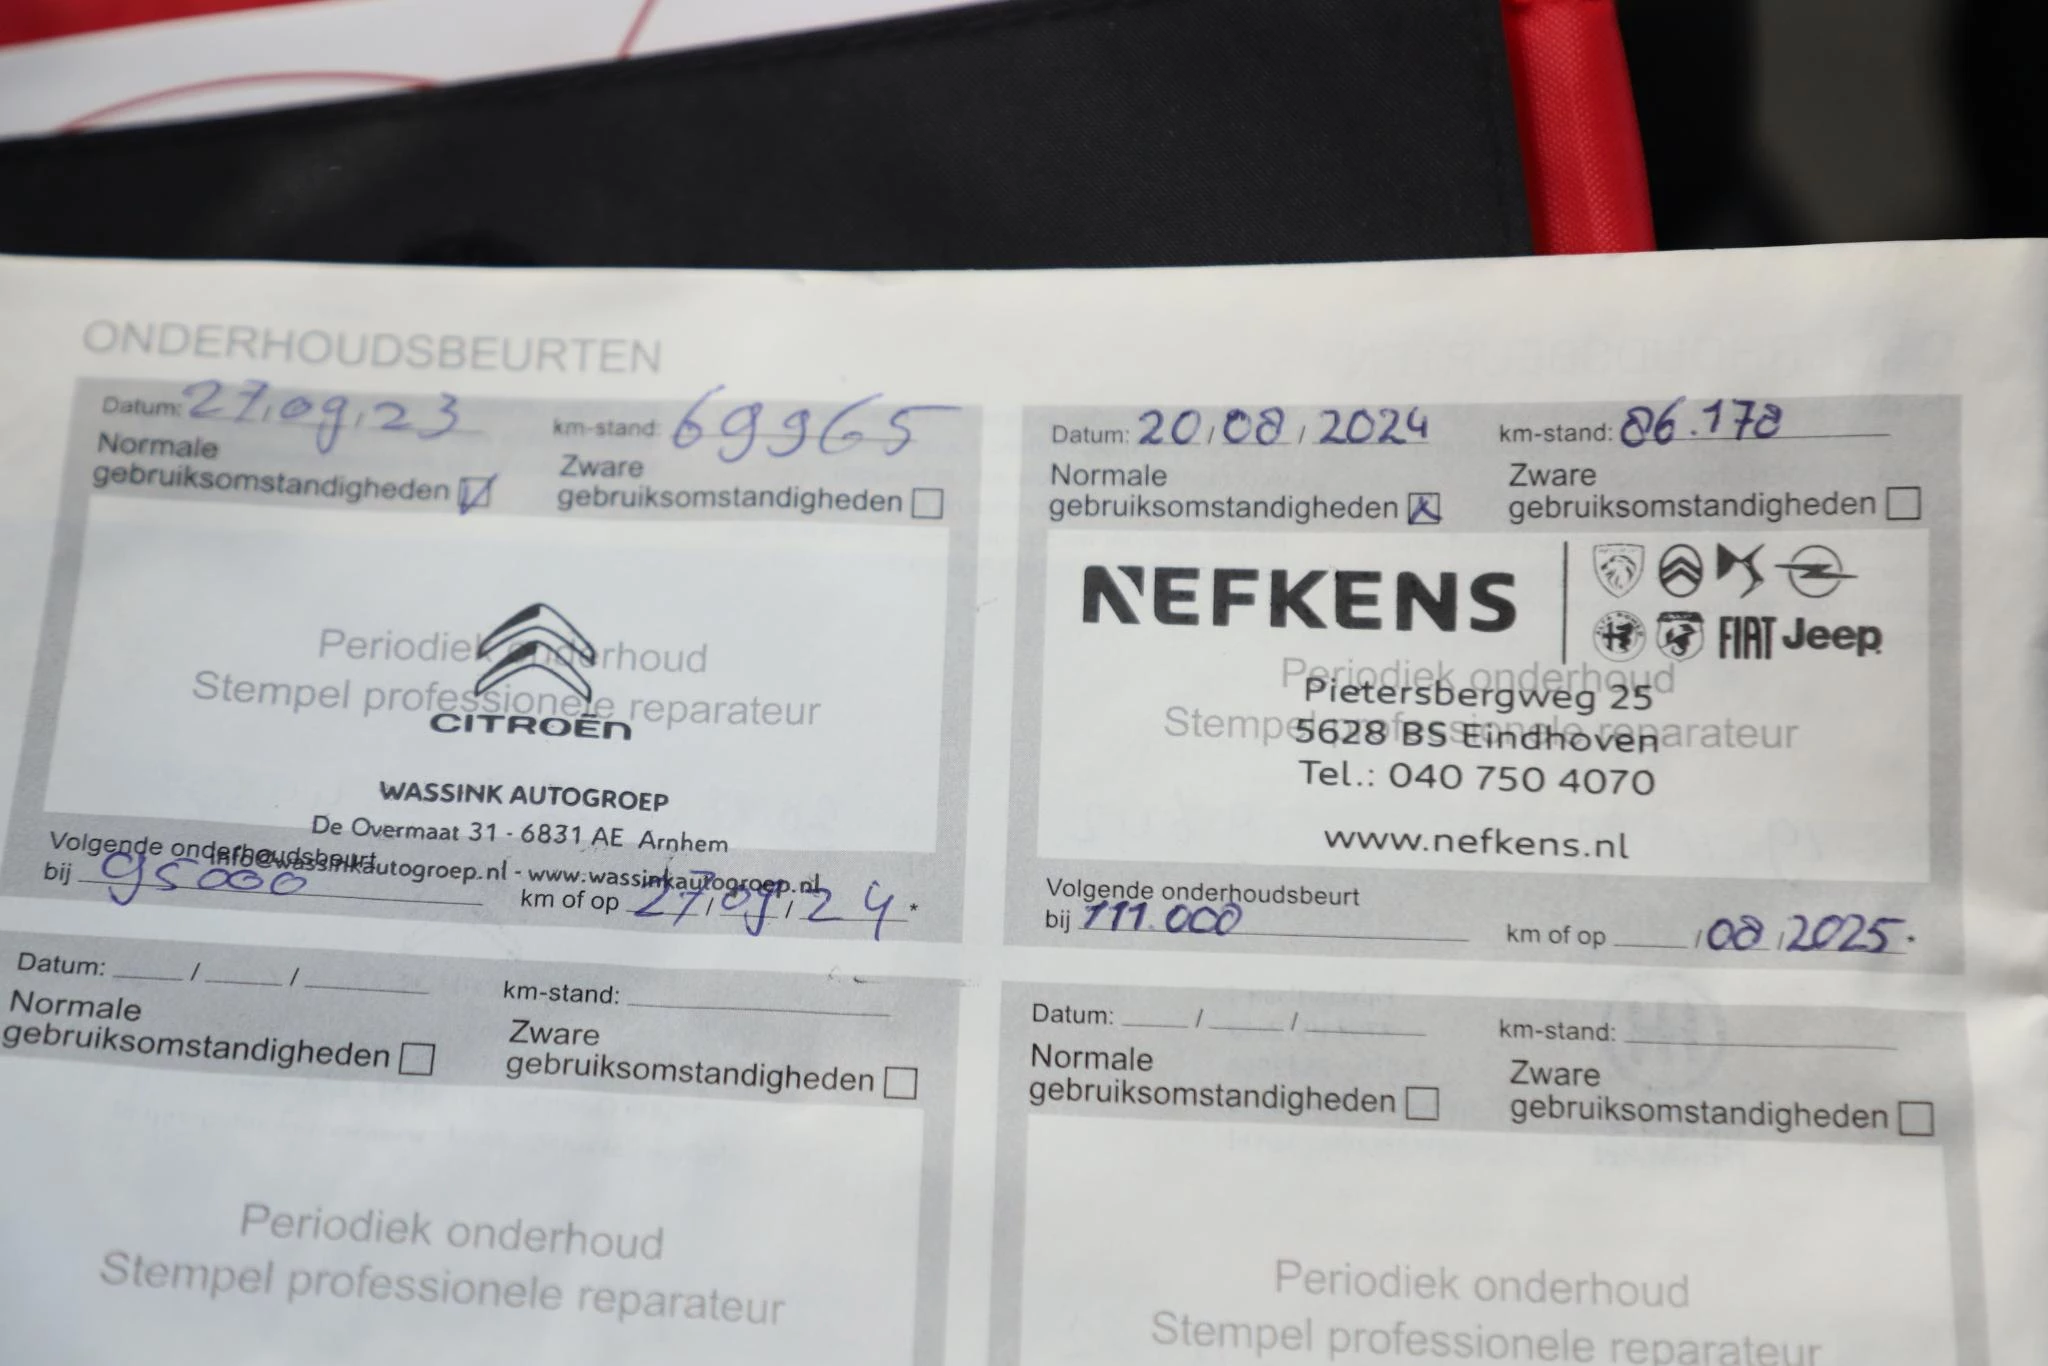 ONDERHOUDSBEURTEN
Datum: 27/09/23 km-stand: 69965
Normale gebruiksomstandigheden Zware gebruiksomstandigheden
Periodiek onderhoud
Stempel professionele reparateur
CITROËN
WASSINK AUTOGROEP
De Overmaat 31 - 6831 AE Arnhem
info@wassinkautogroep.nl - www.wassinkautogroep.nl
Volgende onderhoudsbeurt
bij 95000 km of op 27/09/24 *
Datum: 20/08/2024 km-stand: 86.178
Normale gebruiksomstandigheden Zware gebruiksomstandigheden
NEFKENS
FIAT Jeep
Periodiek onderhoud
Stempel professionele reparateur
Pietersbergweg 25
5628 BS Eindhoven
Tel.: 040 750 4070
www.nefkens.nl
Volgende onderhoudsbeurt
bij 111.000 km of op /08/2025 *
Datum: / / km-stand:
Normale gebruiksomstandigheden Zware gebruiksomstandigheden
Periodiek onderhoud
Stempel professionele reparateur
Datum: / / km-stand:
Normale gebruiksomstandigheden Zware gebruiksomstandigheden
Periodiek onderhoud
Stempel professionele reparateur